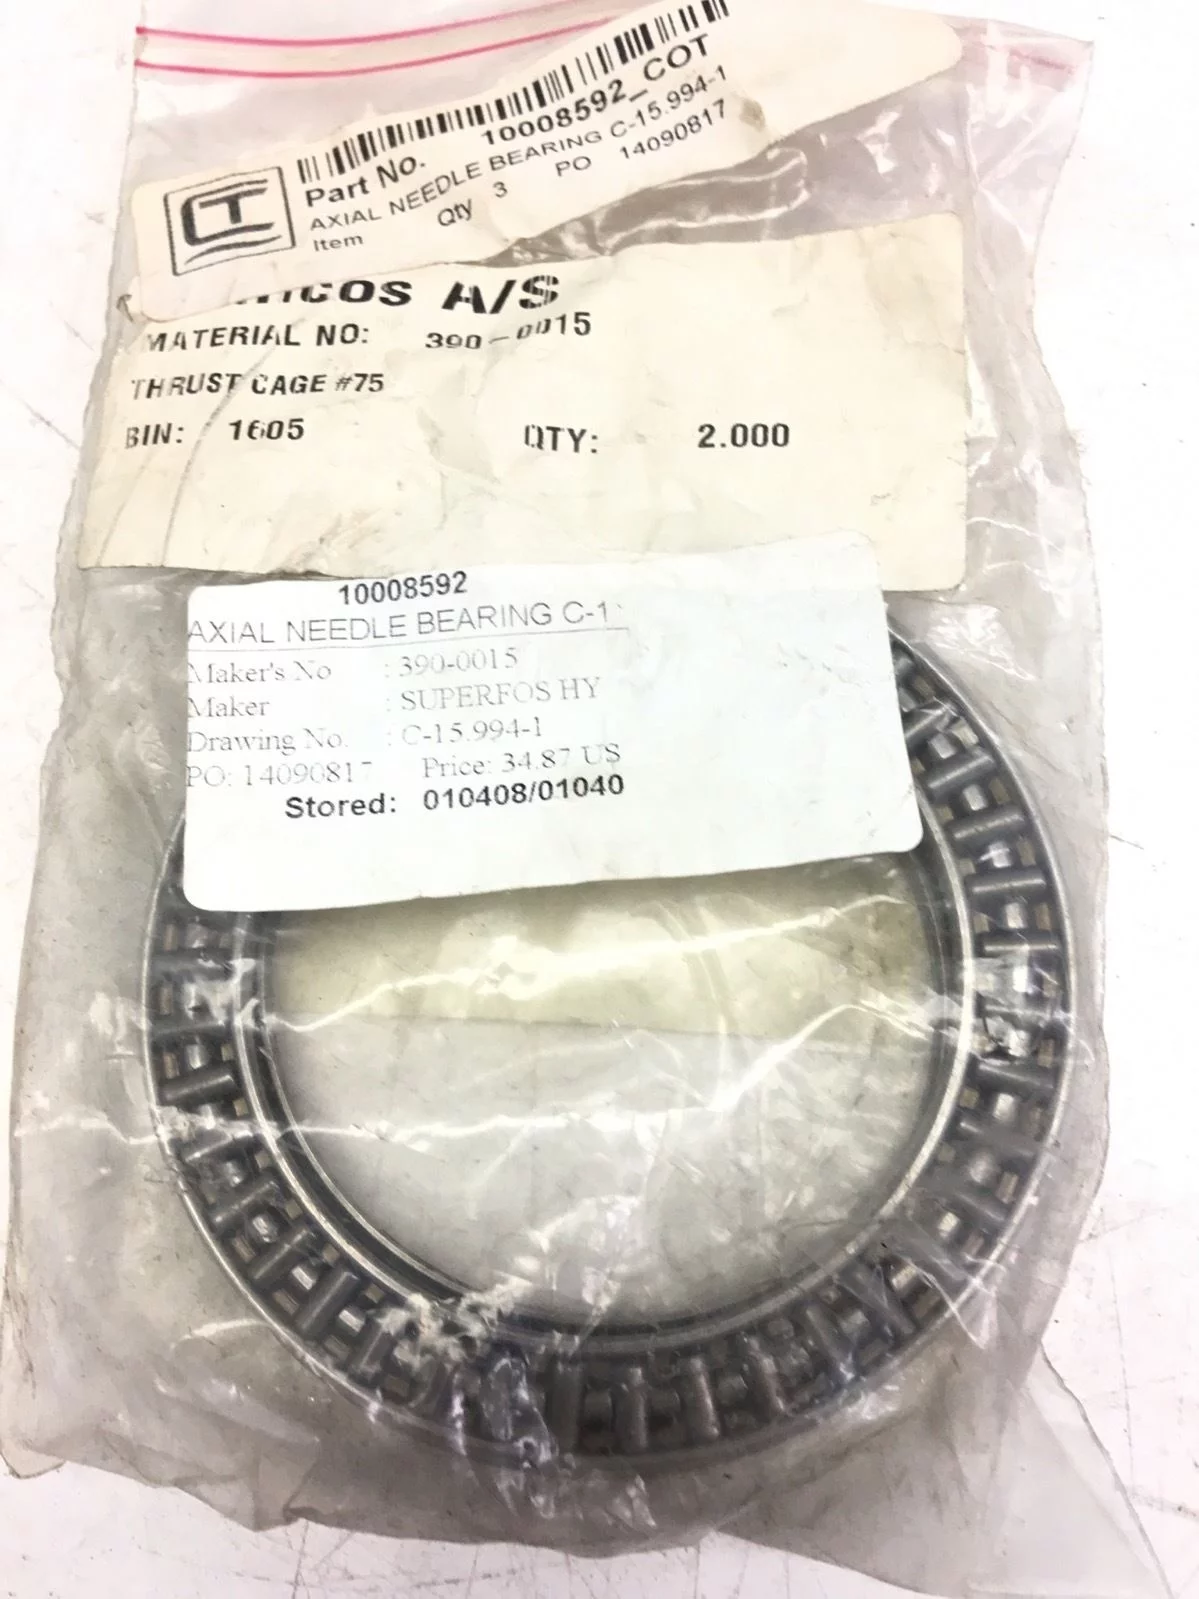 10008592_COT
Part No.
AXIAL NEEDLE BEARING C-15.994-1
Item Qty 3 PO 14090817
CT
A/S
MATERIAL NO: 390-0015
THRUST CAGE #75
BIN: 1605 QTY: 2.000
10008592
AXIAL NEEDLE BEARING C-1
Maker's No : 390-0015
Maker : SUPERFOS HY
Drawing No. : C-15.994-1
PO: 14090817 Price: 34.87 US
Stored: 010408/01040